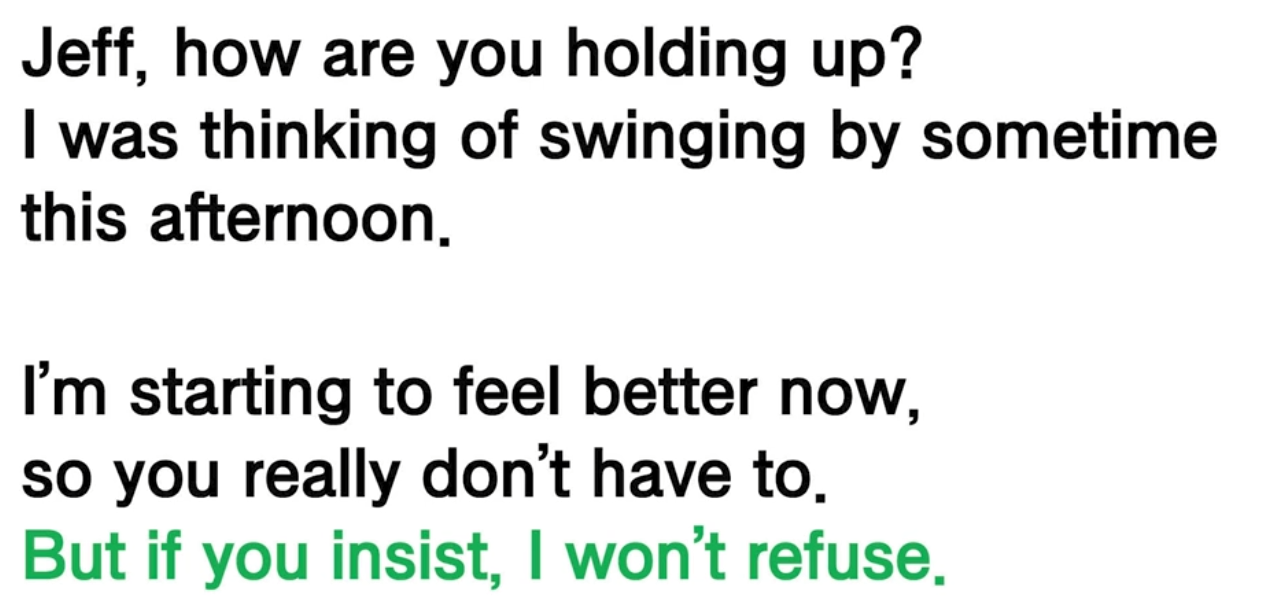 Jeff, how are you holding up?
I was thinking of swinging by sometime
this afternoon.
I’m starting to feel better now,
so you really don’t have to.
But if you insist, I won’t refuse.